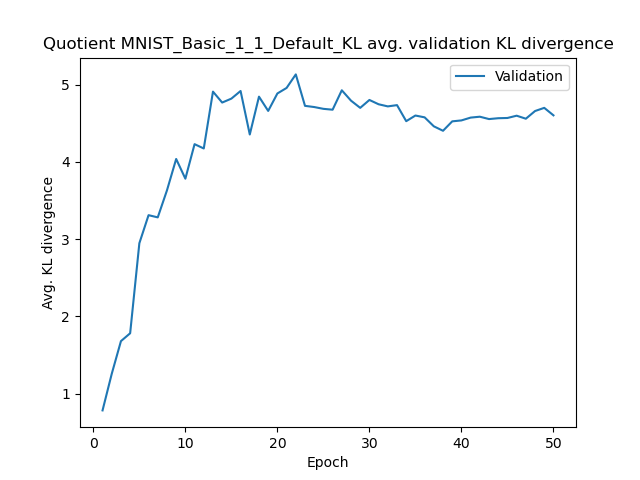 Quotient MNIST_Basic_1_1_Default_KL avg. validation KL divergence
Validation
Avg. KL divergence
5
4
3
2
1
0 10 20 30 40 50
Epoch